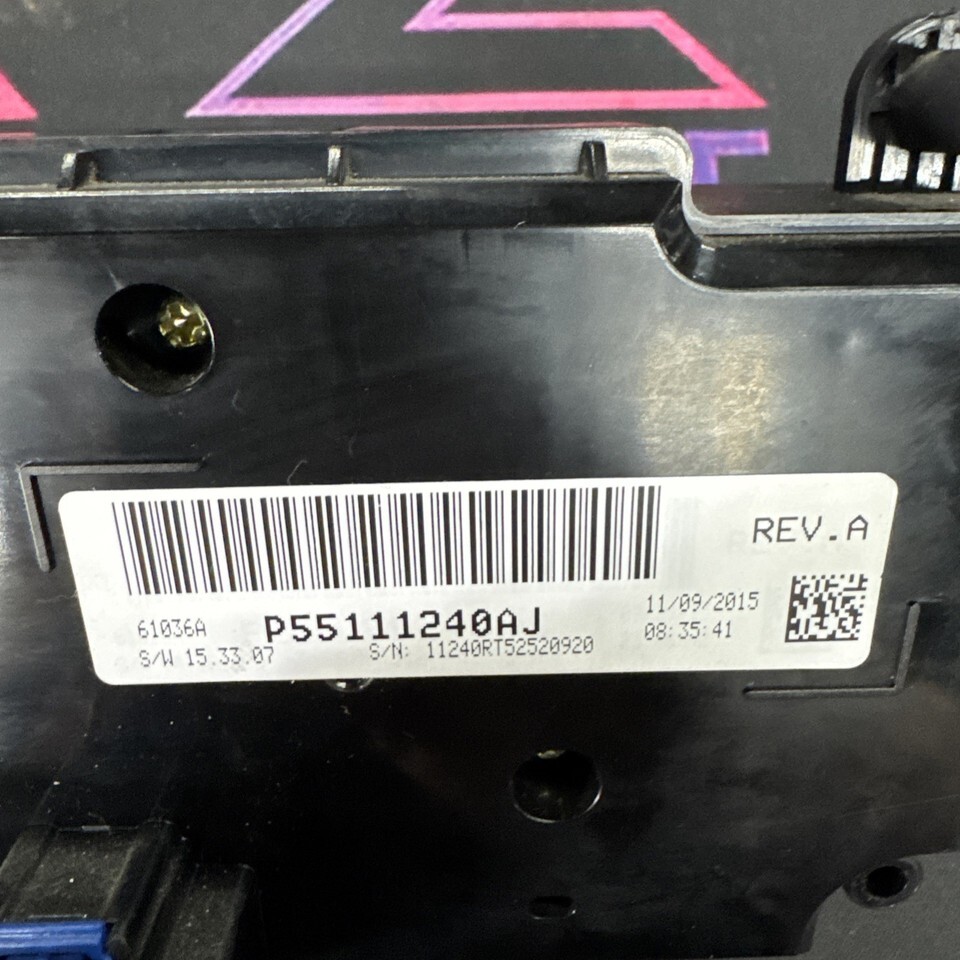 REV.A
61036A
P55111240AJ
11/09/2015
S/W 15.33.07
S/N: 11240RT52520920
08:35:41